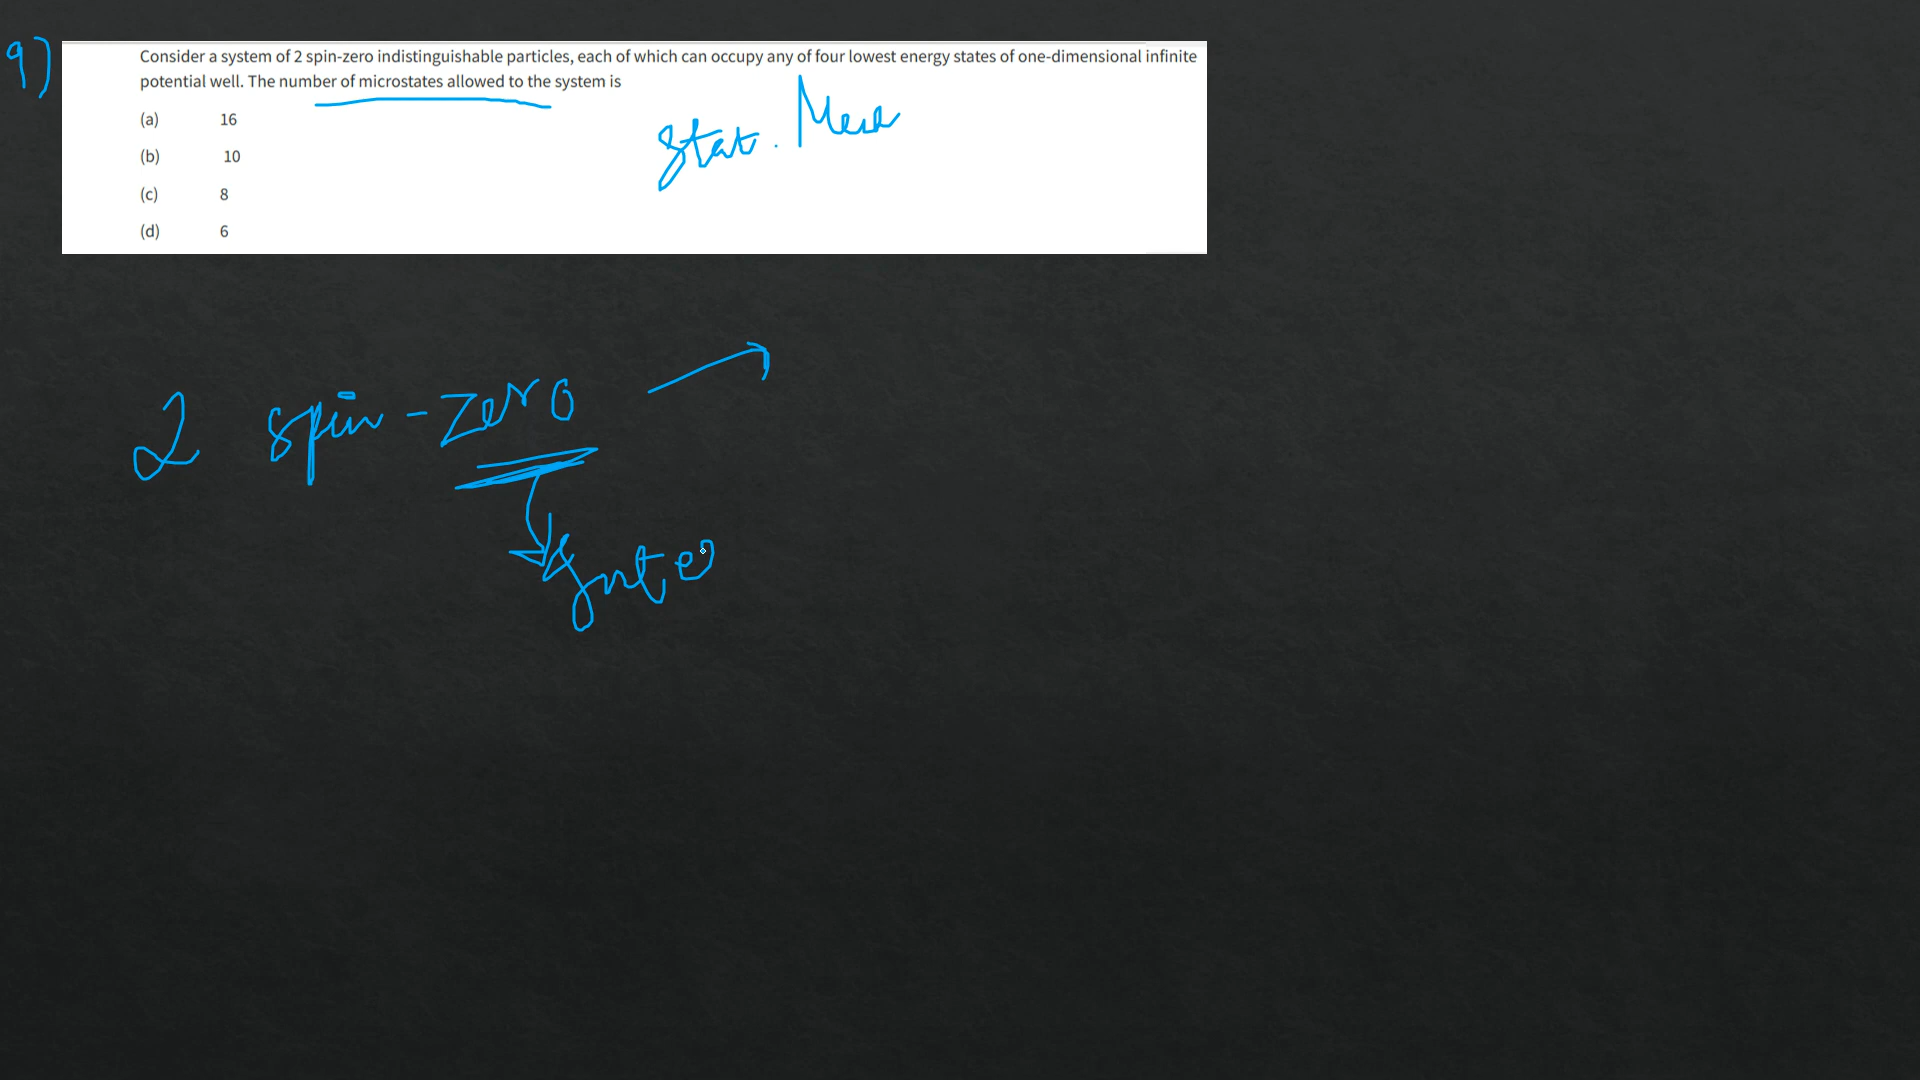 9)
Consider a system of 2 spin-zero indistinguishable particles, each of which can occupy any of four lowest energy states of one-dimensional infinite
potential well. The number of microstates allowed to the system is
(a) 16
(b) 10
(c) 8
(d) 6
Stat.
2 spin-zero